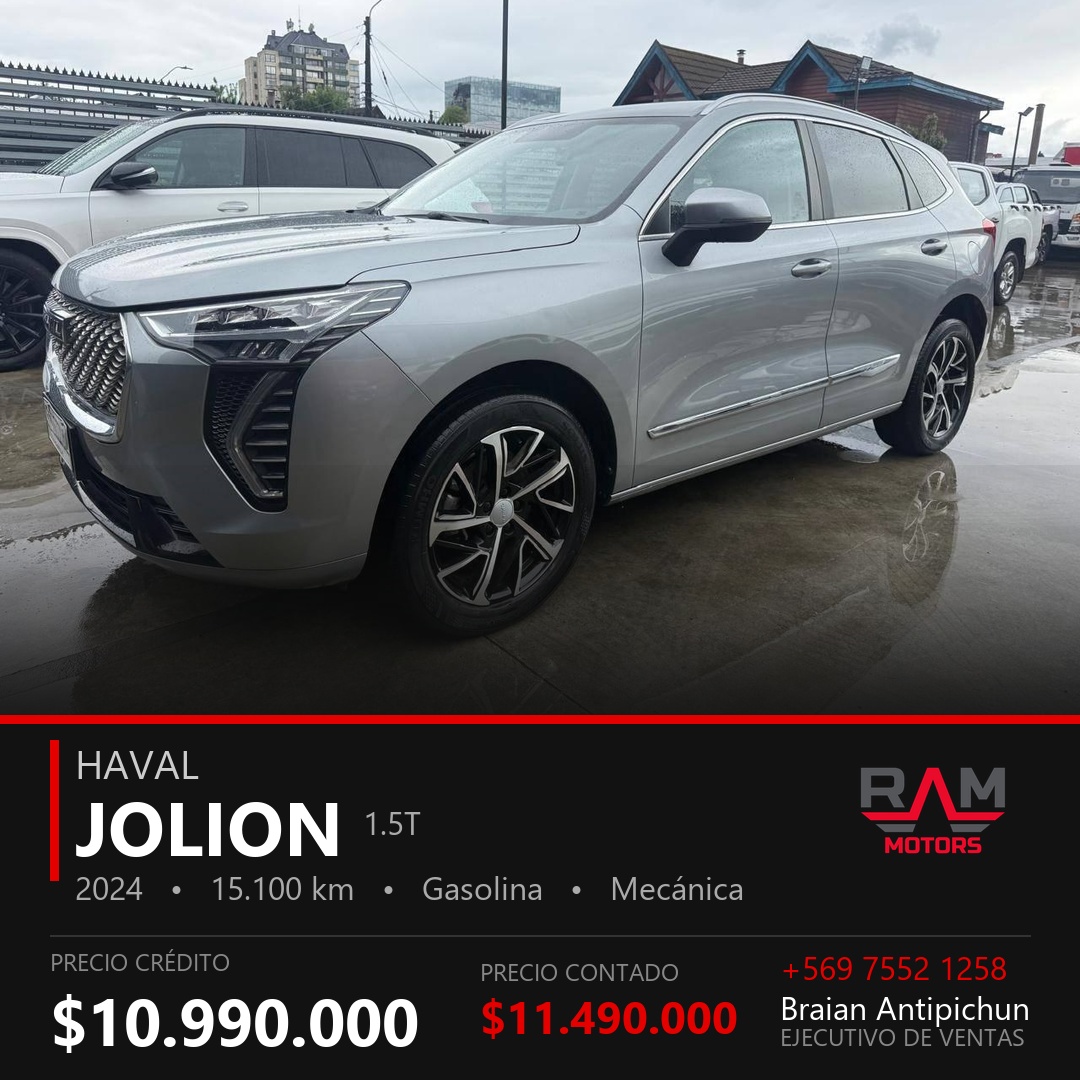 HAVAL
JOLION 1.5T
2024 • 15.100 km • Gasolina • Mecánica
RAM
MOTORS
PRECIO CRÉDITO
$10.990.000
PRECIO CONTADO
$11.490.000
+569 7552 1258
Braian Antipichun
EJECUTIVO DE VENTAS